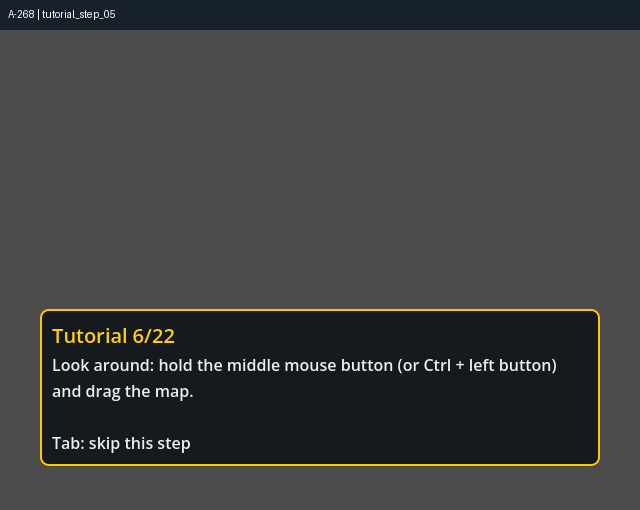 A-268 | tutorial_step_05
Tutorial 6/22
Look around: hold the middle mouse button (or Ctrl + left button)
and drag the map.
Tab: skip this step